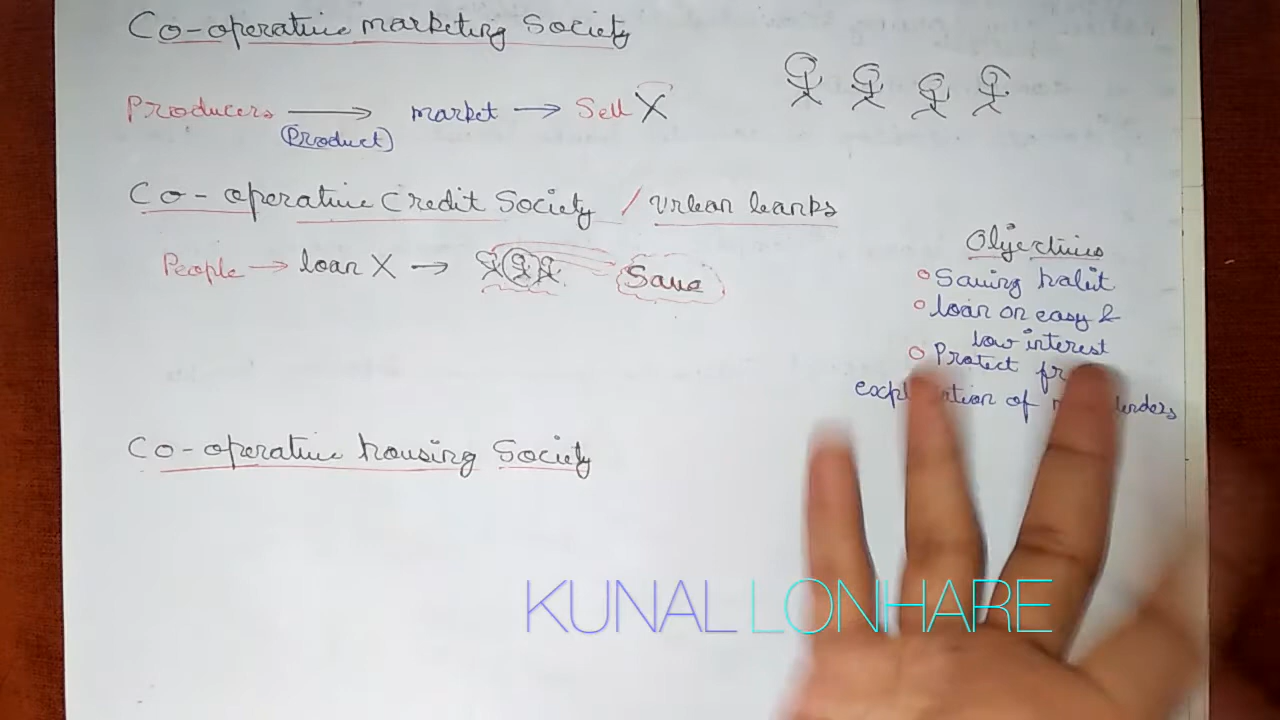 Co-operative marketing Society
Producers → market → Sell X
(Product)
Co-operative Credit Society / Urban banks
People → loan X → Save
Objectives
Saving habit
loan on easy &
low interest
Protect
of
Co-operative housing Society
KUNAL LONHARE